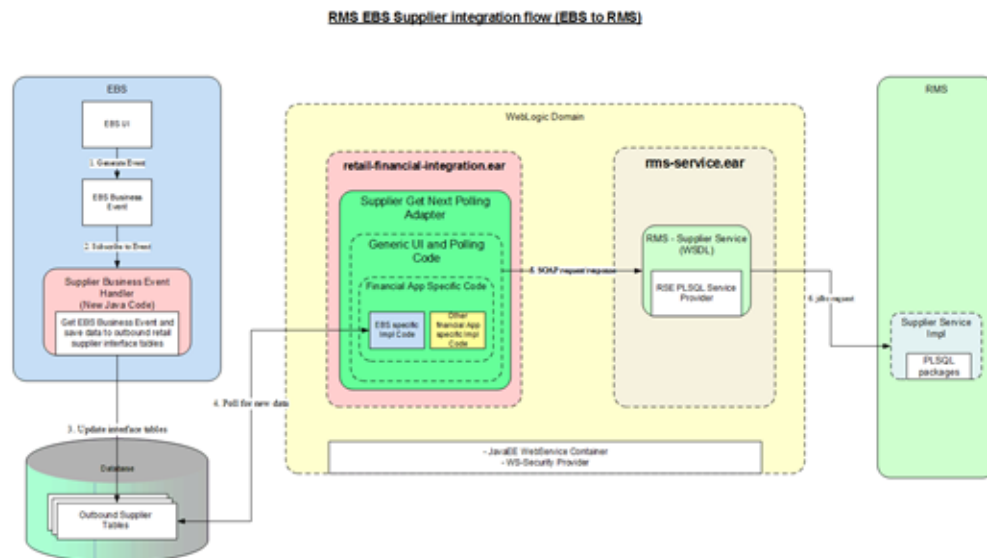 RMS EBS Supplier integration flow (EBS to RMS)
EBS
EBS UI
1. Generate Event
EBS Business
Event
2. Subscribe to Event
Supplier Business Event
Handler
(New Java Code)
Get EBS Business Event and
save data to outbound retail
supplier interface tables
3. Update interface tables
Database
Outbound Supplier
Tables
4. Poll for new data
WebLogic Domain
retail-financial-integration.ear
Supplier Get Next Polling
Adapter
Generic UI and Polling
Code
Financial App Specific Code
EBS specific
Impl Code
Other
financial App
specific Impl
Code
5. SOAP request/response
rms-service.ear
RMS - Supplier Service
(WSDL)
RSE PLSQL Service
Provider
- JavaEE WebService Container
- WS-Security Provider
6. jdbc request
RMS
Supplier Service
Impl
PLSQL
packages